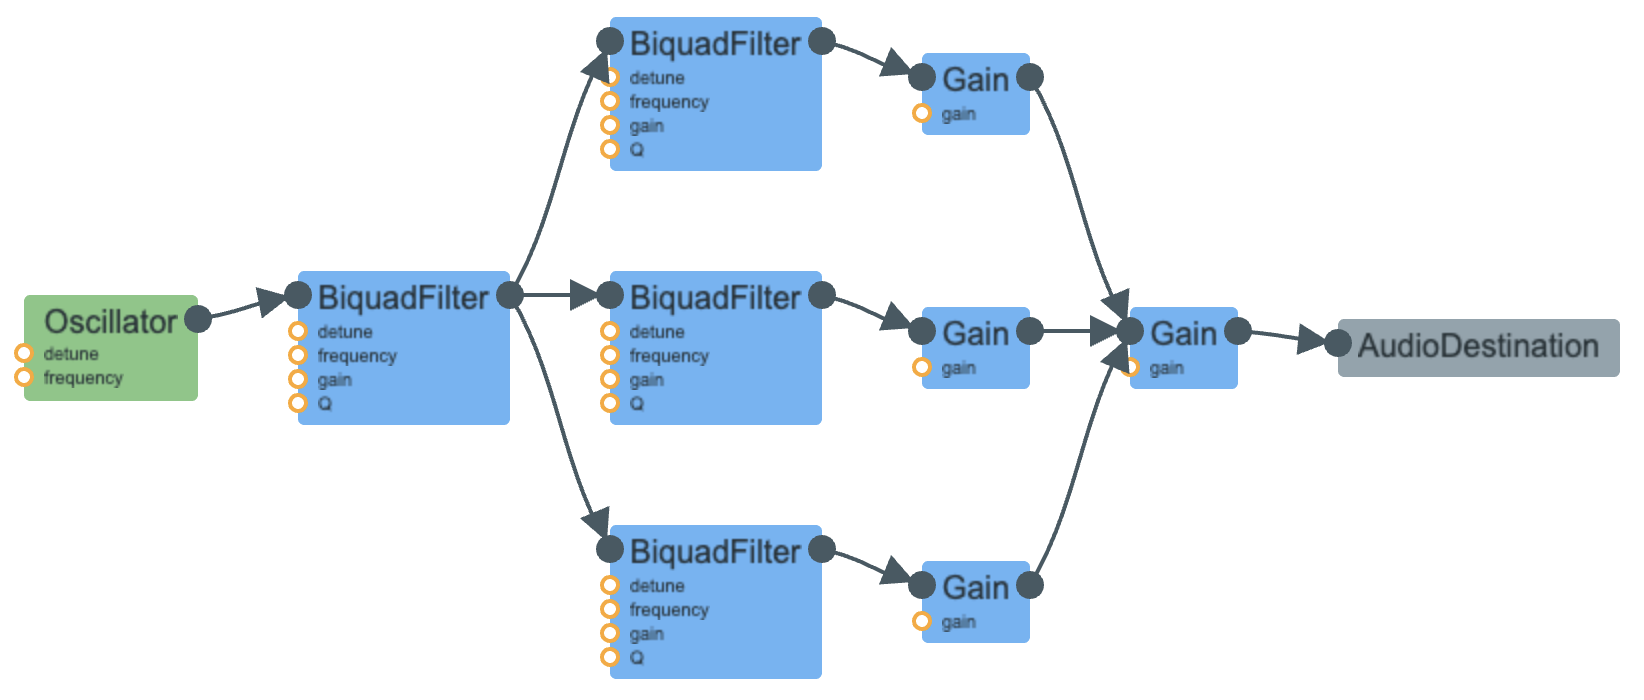 Oscillator
detune
frequency
BiquadFilter
detune
frequency
gain
Q
BiquadFilter
detune
frequency
gain
Q
Gain
gain
BiquadFilter
detune
frequency
gain
Q
Gain
gain
BiquadFilter
detune
frequency
gain
Q
Gain
gain
Gain
gain
AudioDestination